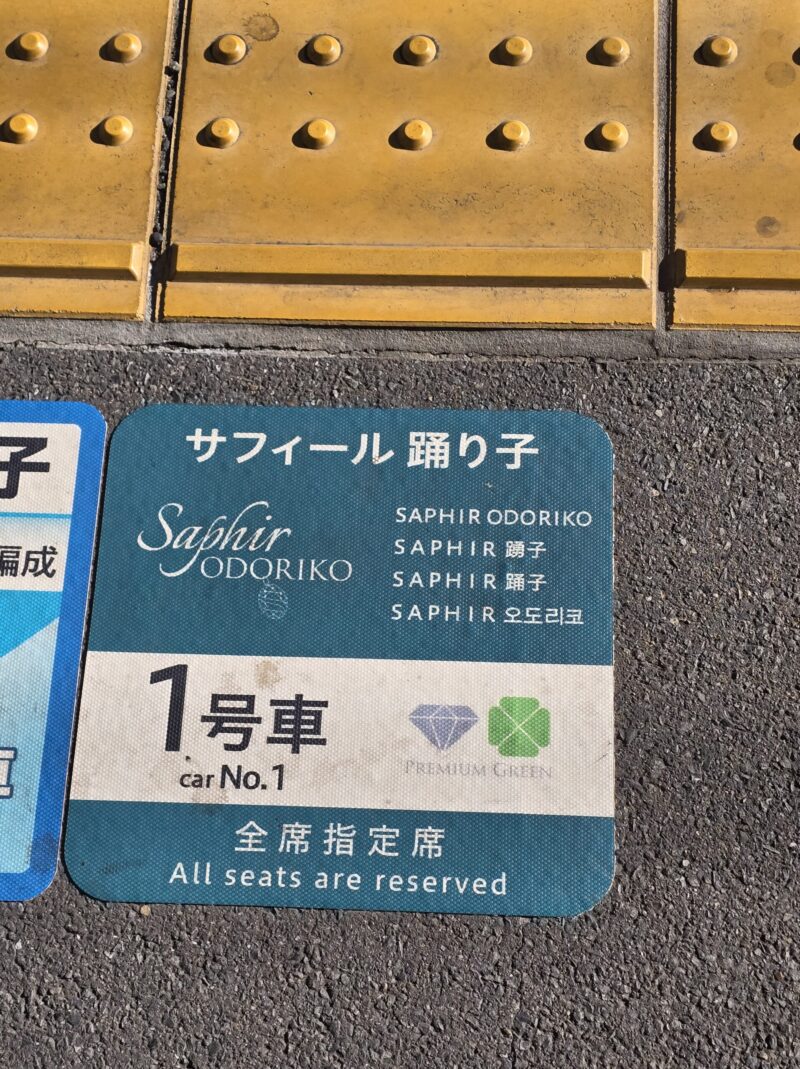 サフィール 踊り子
Saphir
ODORIKO
SAPHIR ODORIKO
SAPHIR 踴子
SAPHIR 踊子
SAPHIR 오도리코
1号車
car No.1
PREMIUM GREEN
全席指定席
All seats are reserved
子
編成